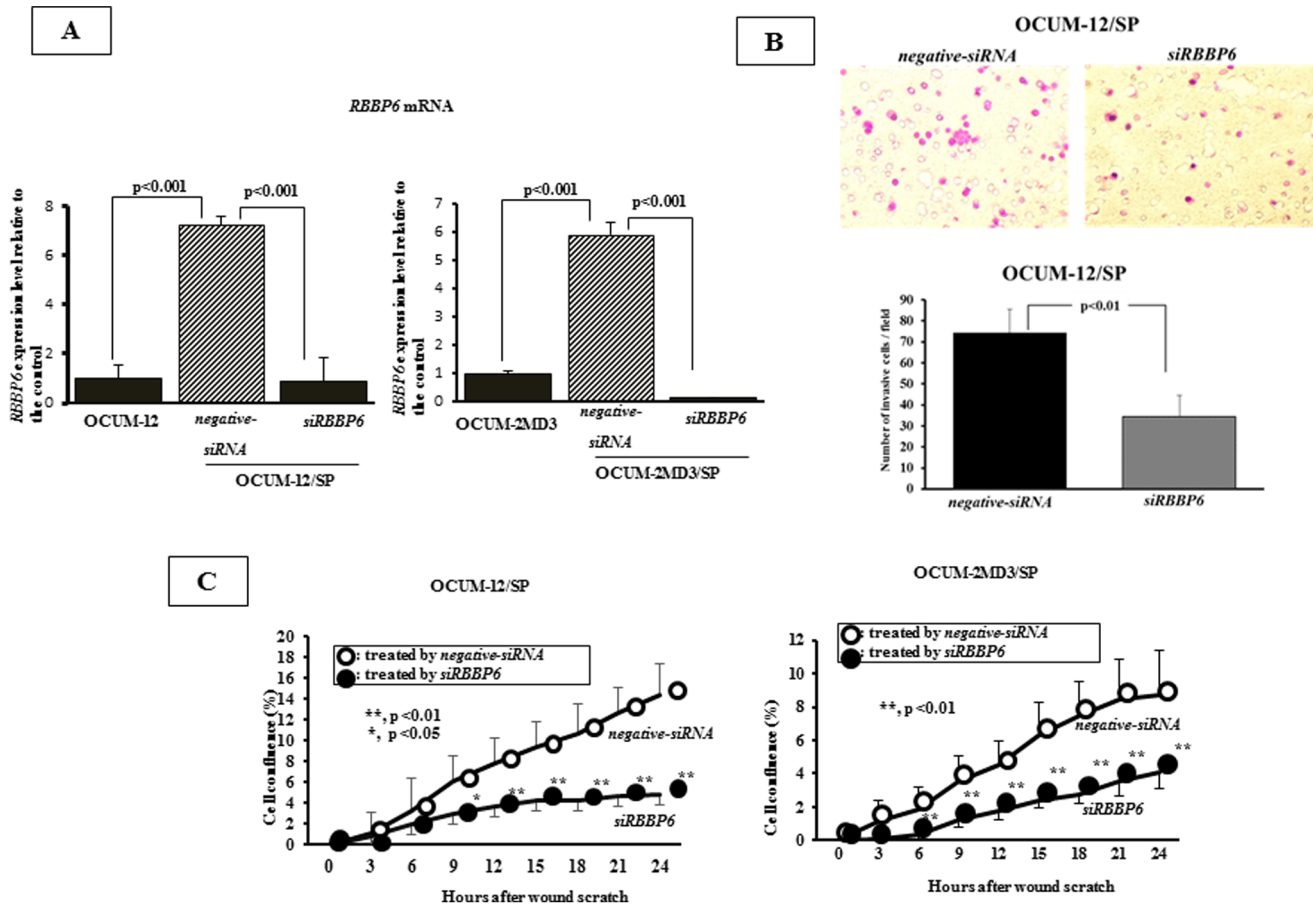 A
RBBP6 mRNA
RBBP6 expression level relative to
the control
8
6
4
2
0
p<0.001
p<0.001
OCUM-12
negative-
siRNA
siRBBP6
OCUM-12/SP
RBBP6 expression level relative to
the control
7
6
5
4
3
2
1
0
p<0.001
p<0.001
OCUM-2MD3
negative-
siRNA
siRBBP6
OCUM-2MD3/SP
B
OCUM-12/SP
negative-siRNA
siRBBP6
OCUM-12/SP
Number of invasive cells / field
90
80
70
60
50
40
30
20
10
0
p<0.01
negative-siRNA
siRBBP6
C
OCUM-12/SP
Cell confluence (%)
20
18
16
14
12
10
8
6
4
2
0
: treated by negative-siRNA
: treated by siRBBP6
**, p <0.01
*, p <0.05
negative-siRNA
* ** ** ** ** **
siRBBP6
0 3 6 9 12 15 18 21 24
Hours after wound scratch
OCUM-2MD3/SP
Cell confluence (%)
12
10
8
6
4
2
0
: treated by negative-siRNA
: treated by siRBBP6
**, p <0.01
negative-siRNA
** ** ** ** ** ** **
siRBBP6
0 3 6 9 12 15 18 21 24
Hours after wound scratch